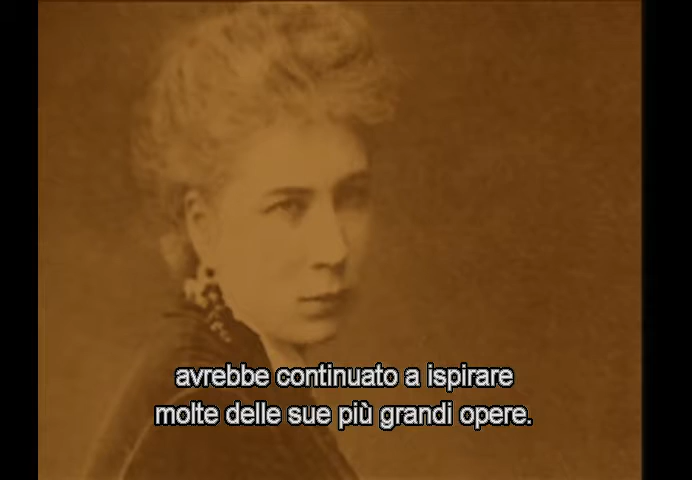 avrebbe continuato a ispirare
molte delle sue più grandi opere.